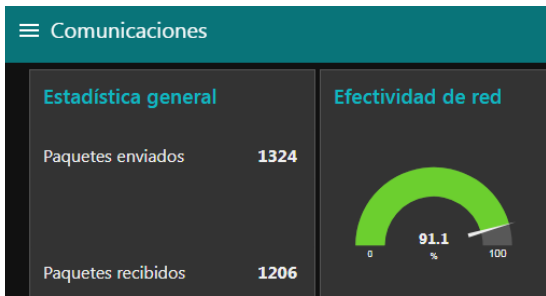 Comunicaciones
Estadística general
Paquetes enviados 1324
Paquetes recibidos 1206
Efectividad de red
91.1
0 % 100